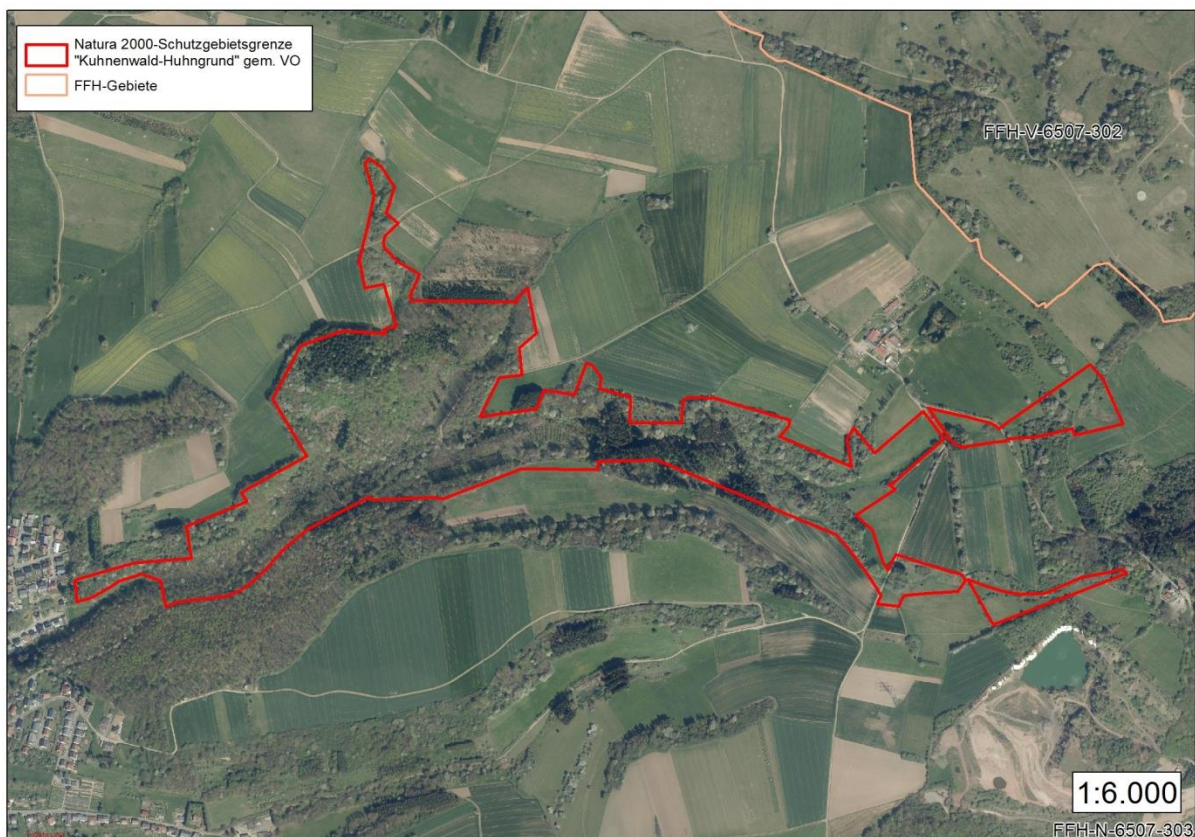 Natura 2000-Schutzgebietsgrenze
"Kuhnenwald-Huhngrund" gem. VO
FFH-Gebiete
FFH-V-6507-302
1:6.000
FFH-N-6507-303